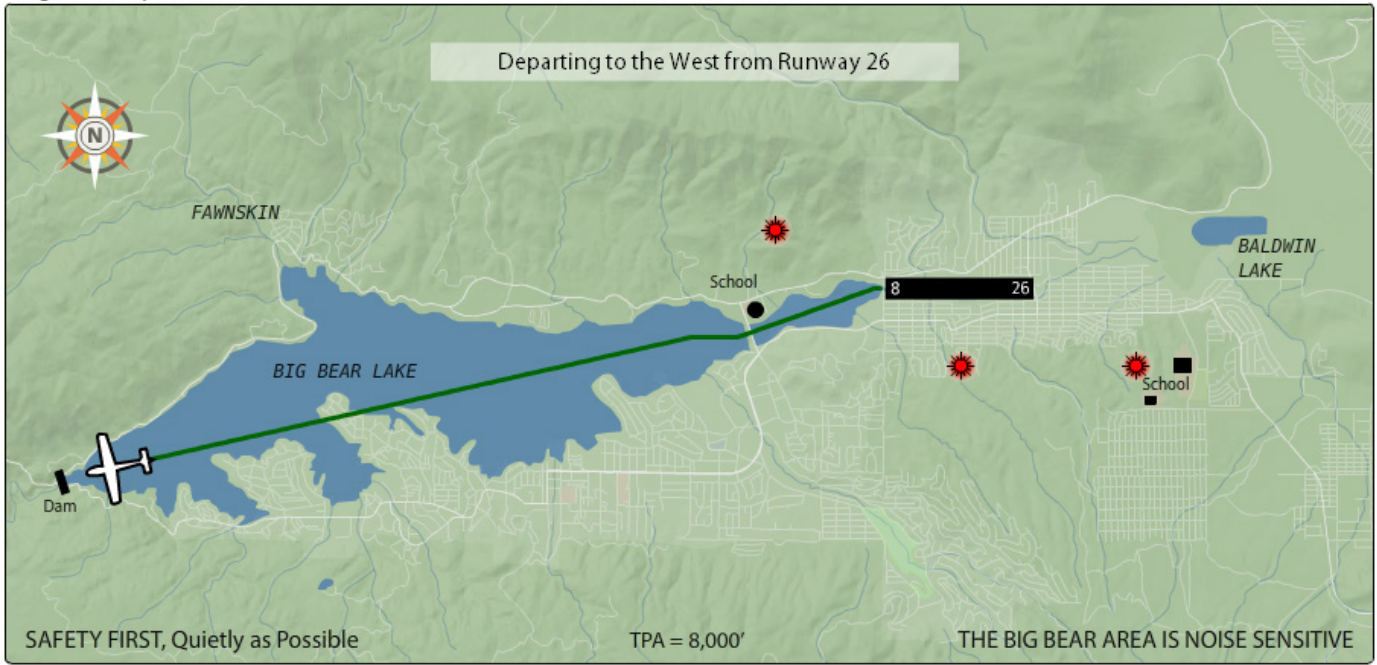 Departing to the West from Runway 26
N
FAWNSKIN
BALDWIN
LAKE
School
8
26
BIG BEAR LAKE
School
Dam
SAFETY FIRST, Quietly as Possible
TPA = 8,000'
THE BIG BEAR AREA IS NOISE SENSITIVE